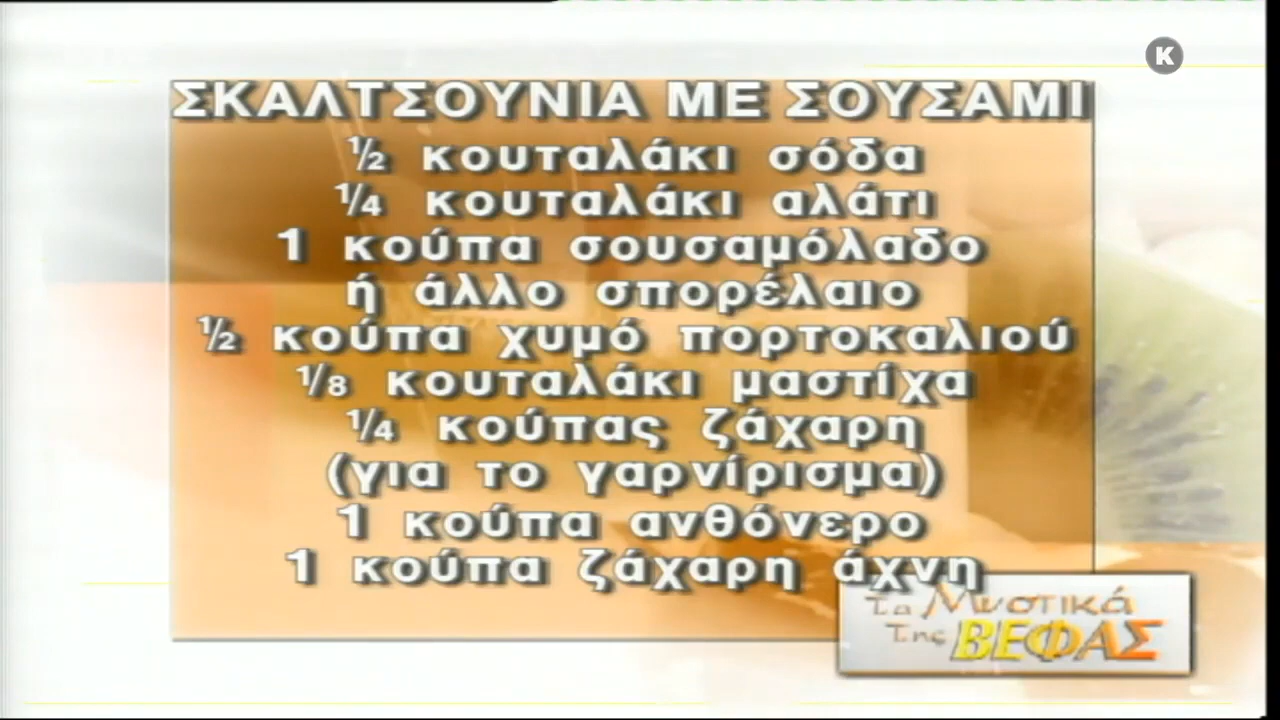 K
ΣΚΑΛΤΣΟΥΝΙΑ ΜΕ ΣΟΥΣΑΜΙ
½ κουταλάκι σόδα
¼ κουταλάκι αλάτι
1 κούπα σουσαμόλαδο
ή άλλο σπορέλαιο
½ κούπα χυμό πορτοκαλιού
⅛ κουταλάκι μαστίχα
¼ κούπας ζάχαρη
(για το γαρνίρισμα)
1 κούπα ανθόνερο
1 κούπα ζάχαρη άχνη
Τα Μυστικά
Της ΒΕΦΑΣ